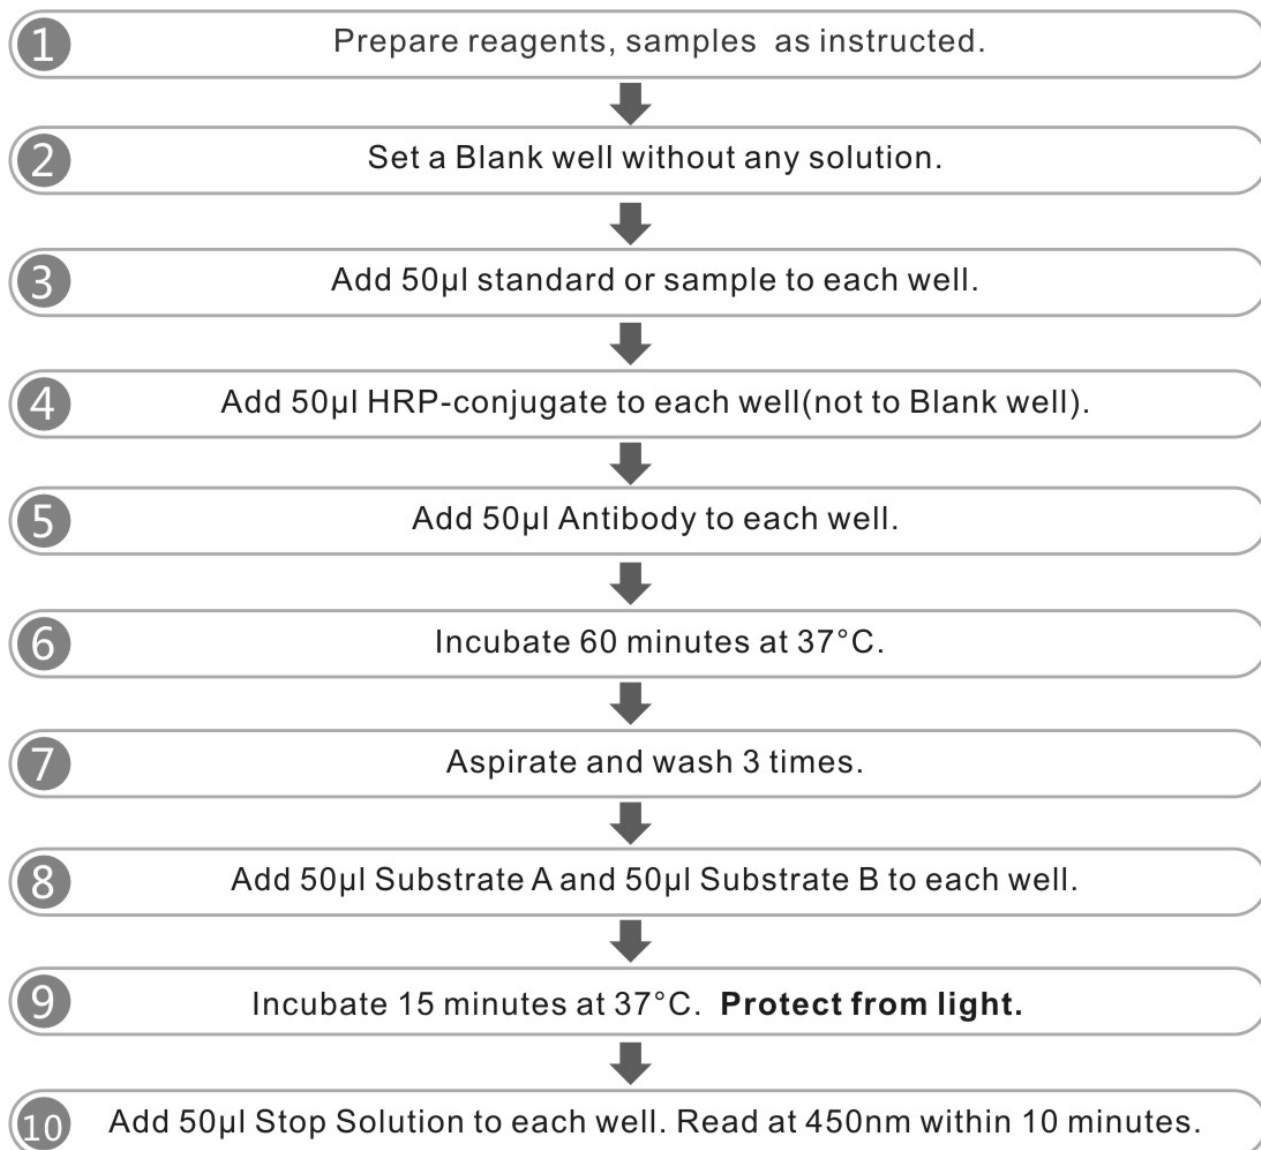 1 Prepare reagents, samples as instructed.
2 Set a Blank well without any solution.
3 Add 50µl standard or sample to each well.
4 Add 50µl HRP-conjugate to each well(not to Blank well).
5 Add 50µl Antibody to each well.
6 Incubate 60 minutes at 37°C.
7 Aspirate and wash 3 times.
8 Add 50µl Substrate A and 50µl Substrate B to each well.
9 Incubate 15 minutes at 37°C. Protect from light.
10 Add 50µl Stop Solution to each well. Read at 450nm within 10 minutes.